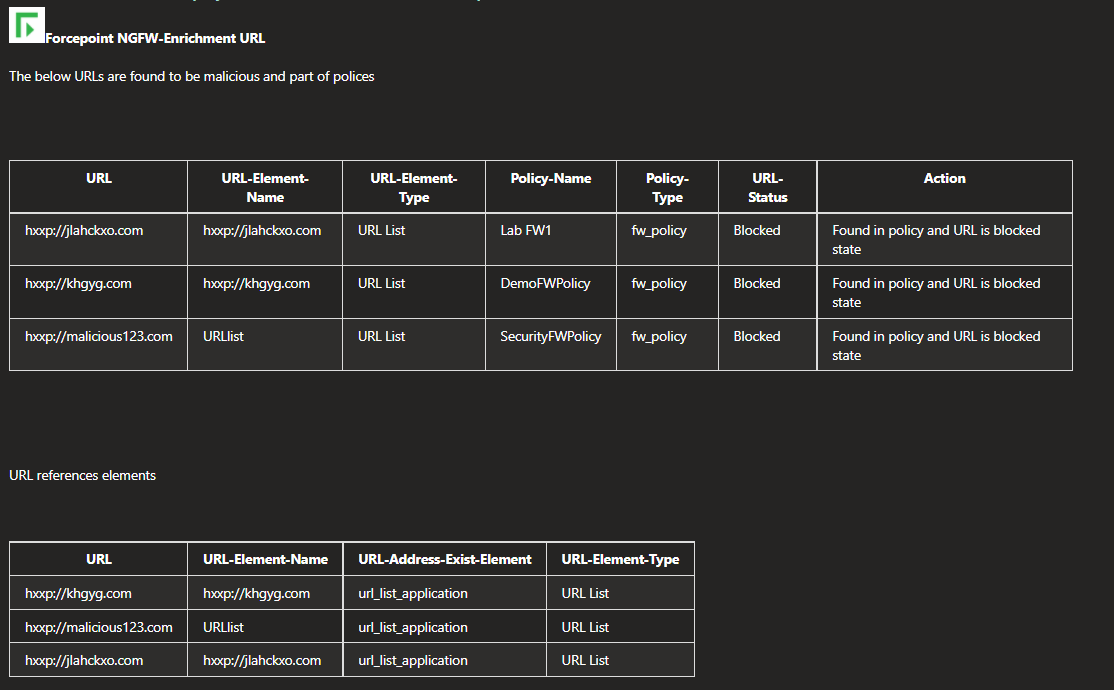 Forcepoint NGFW-Enrichment URL
The below URLs are found to be malicious and part of polices
URL URL-Element-Name URL-Element-Type Policy-Name Policy-Type URL-Status Action
hxxp://jlahckxo.com hxxp://jlahckxo.com URL List Lab FW1 fw_policy Blocked Found in policy and URL is blocked state
hxxp://khgyg.com hxxp://khgyg.com URL List DemoFWPolicy fw_policy Blocked Found in policy and URL is blocked state
hxxp://malicious123.com URLlist URL List SecurityFWPolicy fw_policy Blocked Found in policy and URL is blocked state
URL references elements
URL URL-Element-Name URL-Address-Exist-Element URL-Element-Type
hxxp://khgyg.com hxxp://khgyg.com url_list_application URL List
hxxp://malicious123.com URLlist url_list_application URL List
hxxp://jlahckxo.com hxxp://jlahckxo.com url_list_application URL List